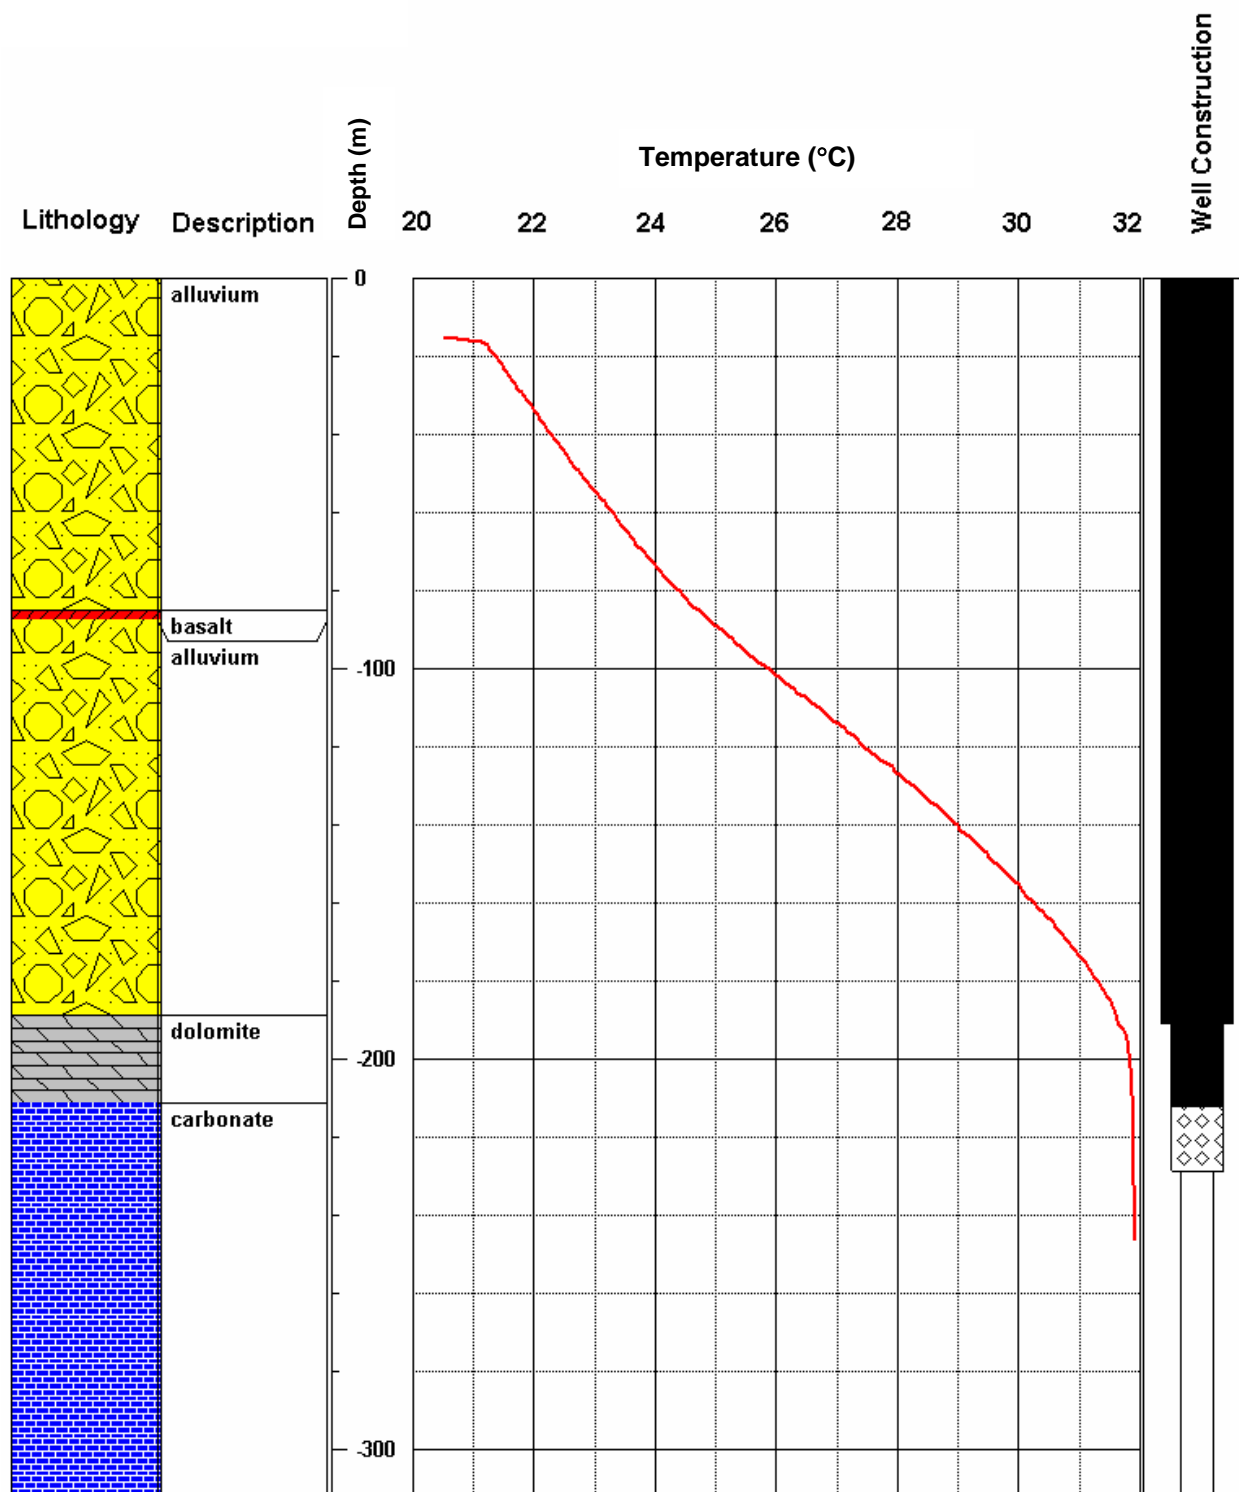 Well Construction
Depth (m)
Temperature (°C)
Lithology
Description
20 22 24 26 28 30 32
0
alluvium
basalt
alluvium
-100
dolomite
-200
carbonate
-300